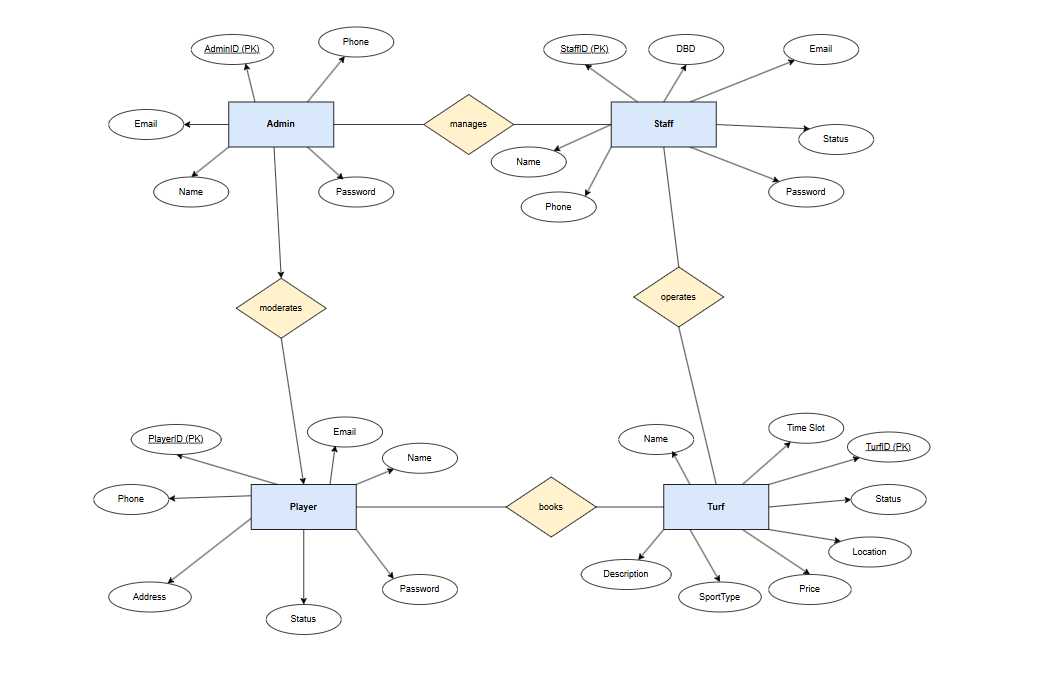 Phone
AdminID (PK)
StaffID (PK)
DBD
Email
Email
Admin
manages
Staff
Status
Name
Name
Password
Password
Phone
moderates
operates
PlayerID (PK)
Email
Name
Name
Time Slot
TurfID (PK)
Phone
Player
books
Turf
Status
Location
Address
Status
Password
Description
SportType
Price